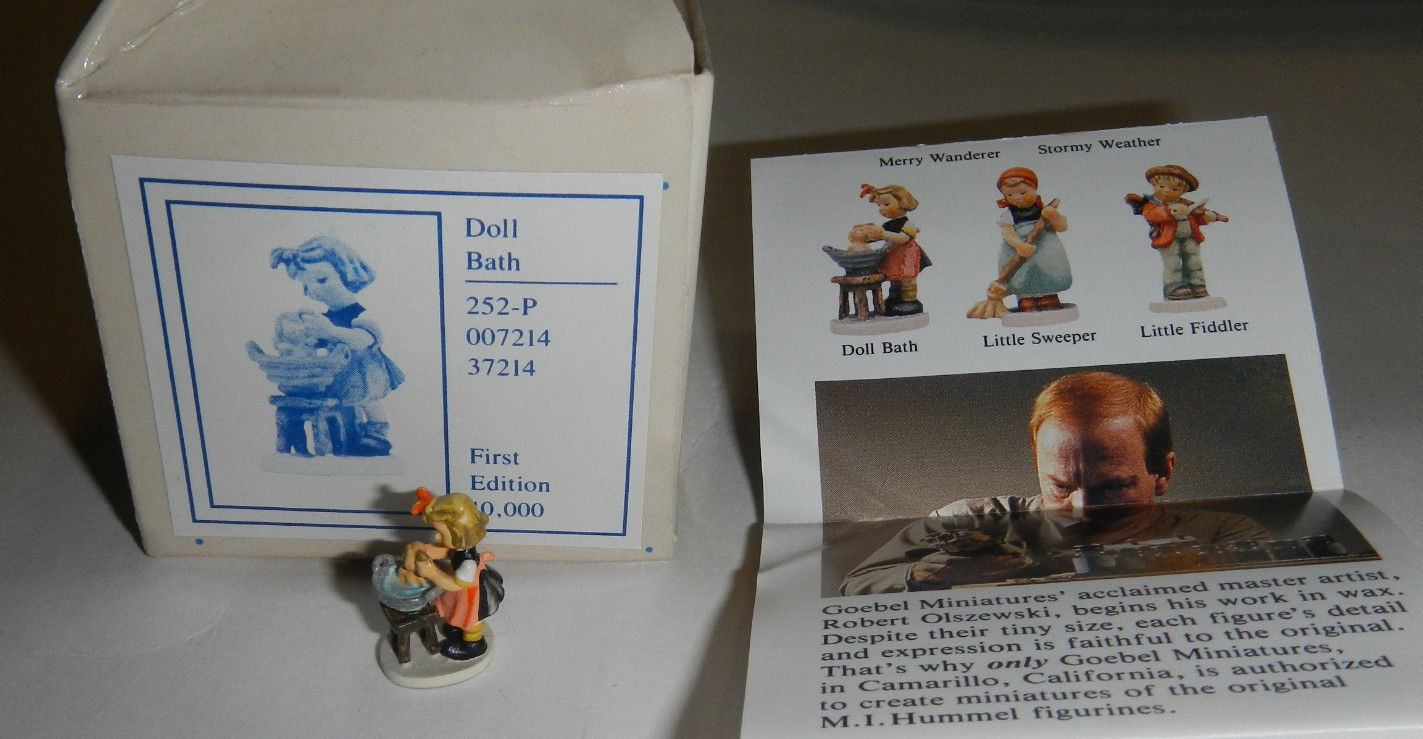 Doll
Bath
252-P
007214
37214
First
Edition
10,000
Merry Wanderer
Stormy Weather
Doll Bath
Little Sweeper
Little Fiddler
Goebel Miniatures' acclaimed master artist,
Robert Olszewski, begins his work in wax.
Despite their tiny size, each figure's detail
and expression is faithful to the original.
That's why only Goebel Miniatures,
in Camarillo, California, is authorized
to create miniatures of the original
M.I.Hummel figurines.